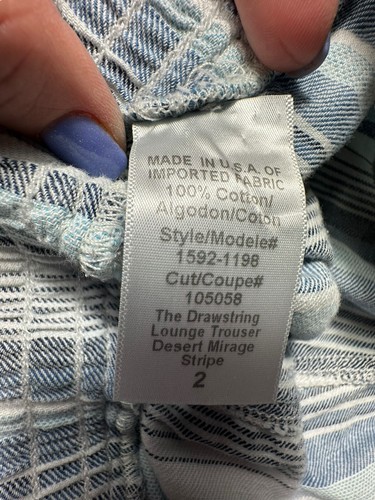 MADE IN U.S.A. OF
IMPORTED FABRIC
100% Cotton/
Algodon/Coton
Style/Modele#
1592-1198
Cut/Coupe#
105058
The Drawstring
Lounge Trouser
Desert Mirage
Stripe
2